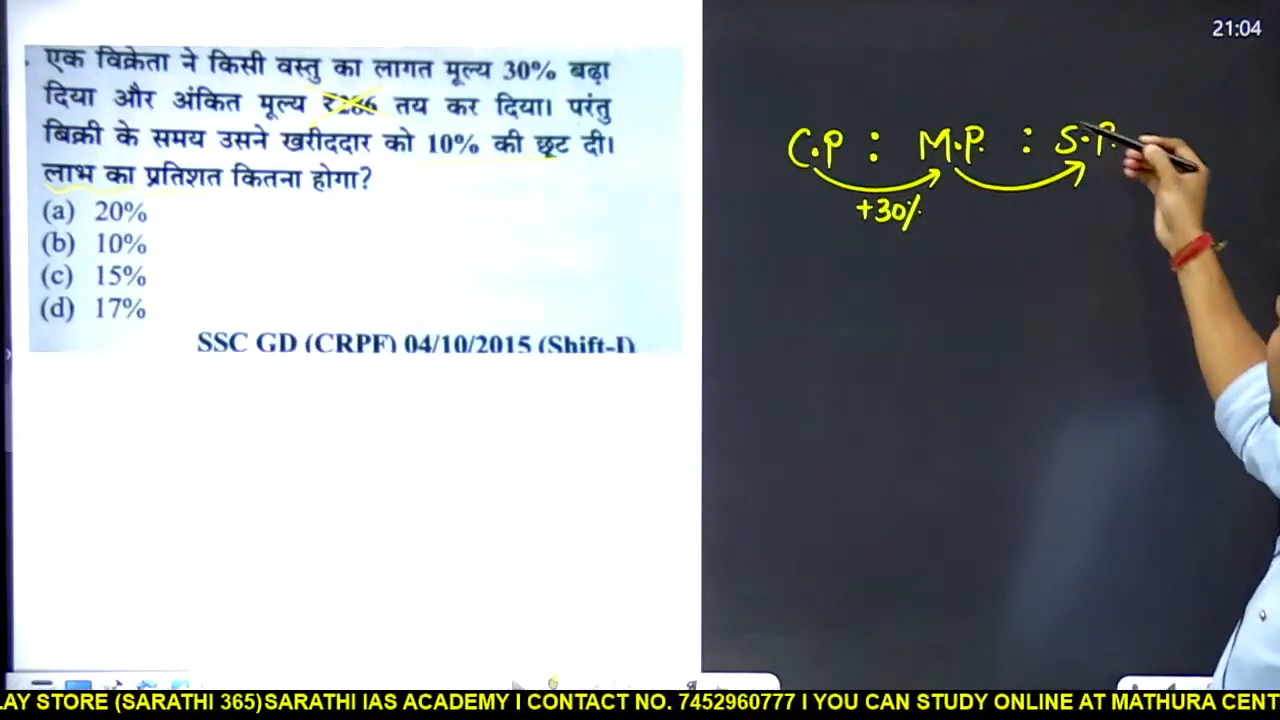 21:04
एक विक्रेता ने किसी वस्तु का लागत मूल्य 30% बढ़ा
दिया और अंकित मूल्य ₹286 तय कर दिया। परंतु
बिक्री के समय उसने खरीददार को 10% की छूट दी।
लाभ का प्रतिशत कितना होगा?
(a) 20%
(b) 10%
(c) 15%
(d) 17%
SSC GD (CRPF) 04/10/2015 (Shift-I)
C.P : M.P. : S.P.
+30%
LAY STORE (SARATHI 365)SARATHI IAS ACADEMY I CONTACT NO. 7452960777 I YOU CAN STUDY ONLINE AT MATHURA CENT